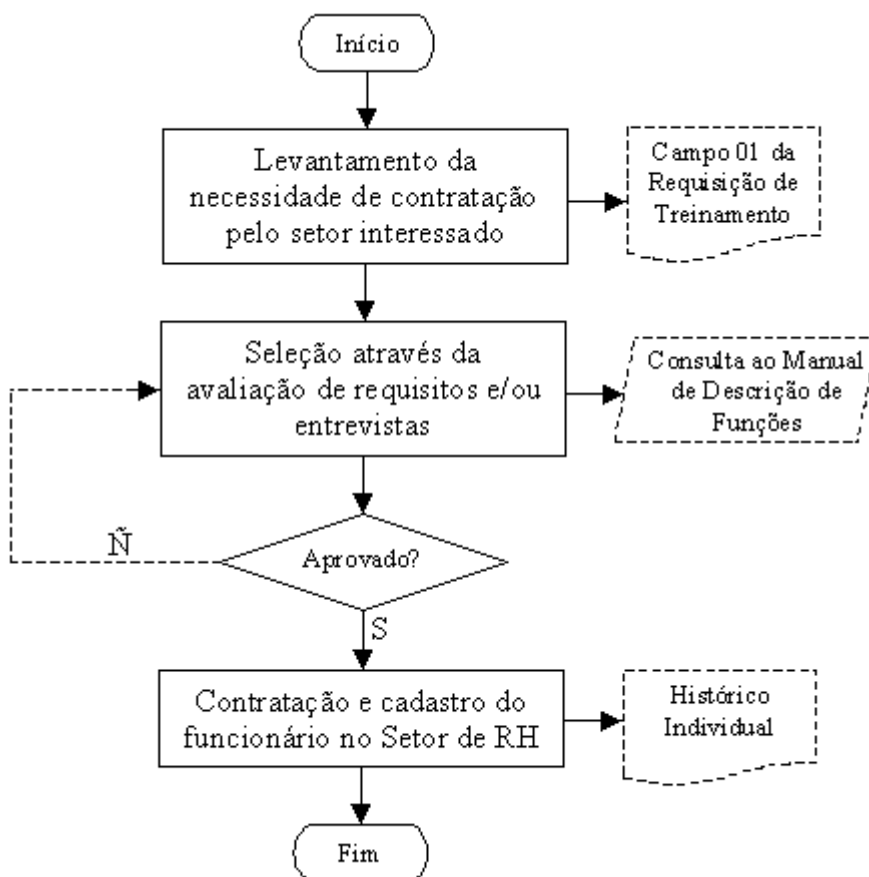 Início
Levantamento da
necessidade de contratação
pelo setor interessado
Campo 01 da
Requisição de
Treinamento
Seleção através da
avaliação de requisitos e/ou
entrevistas
Consulta ao Manual
de Descrição de
Funções
Ñ
Aprovado?
S
Contratação e cadastro do
funcionário no Setor de RH
Histórico
Individual
Fim